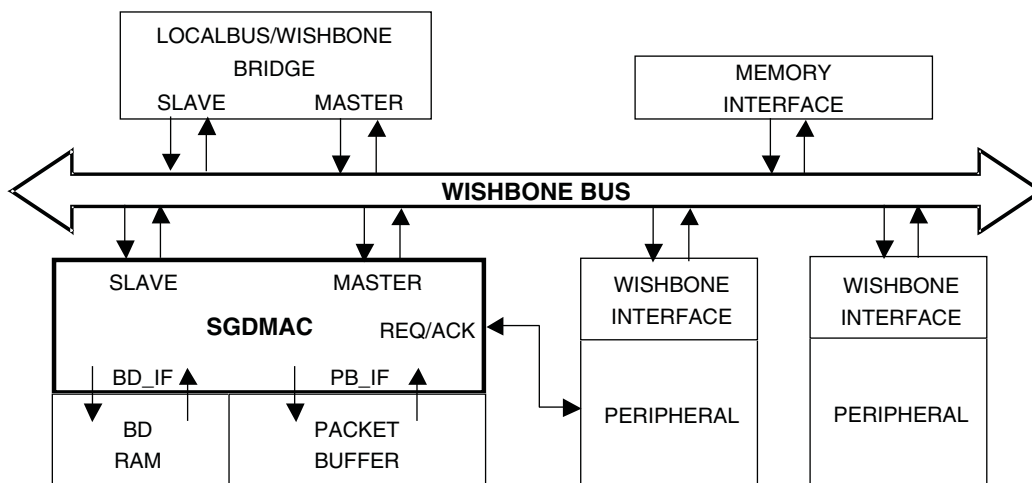 LOCALBUS/WISHBONE
BRIDGE
SLAVE MASTER
MEMORY
INTERFACE
WISHBONE BUS
SLAVE MASTER
SGDMAC
REQ/ACK
BD_IF PB_IF
BD
RAM
PACKET
BUFFER
WISHBONE
INTERFACE
PERIPHERAL
WISHBONE
INTERFACE
PERIPHERAL